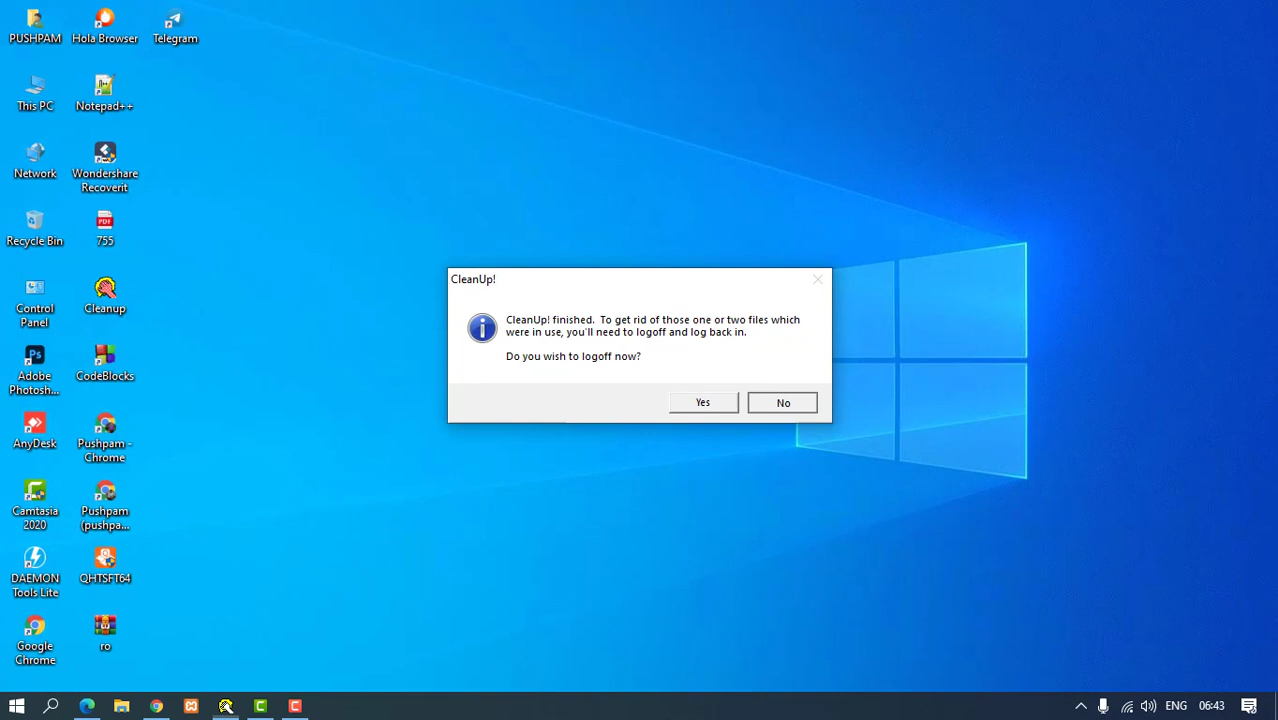 PUSHPAM
Hola Browser
Telegram
This PC
Notepad++
Network
Wondershare
Recoverit
Recycle Bin
PDF
755
Control
Panel
Cleanup
Ps
Adobe
Photosh...
CodeBlocks
AnyDesk
Pushpam -
Chrome
Camtasia
2020
Pushpam
(pushpa...
DAEMON
Tools Lite
QHTSFT64
Google
Chrome
ro
CleanUp!
CleanUp! finished. To get rid of those one or two files which
were in use, you'll need to logoff and log back in.
Do you wish to logoff now?
Yes
No
ENG
06:43